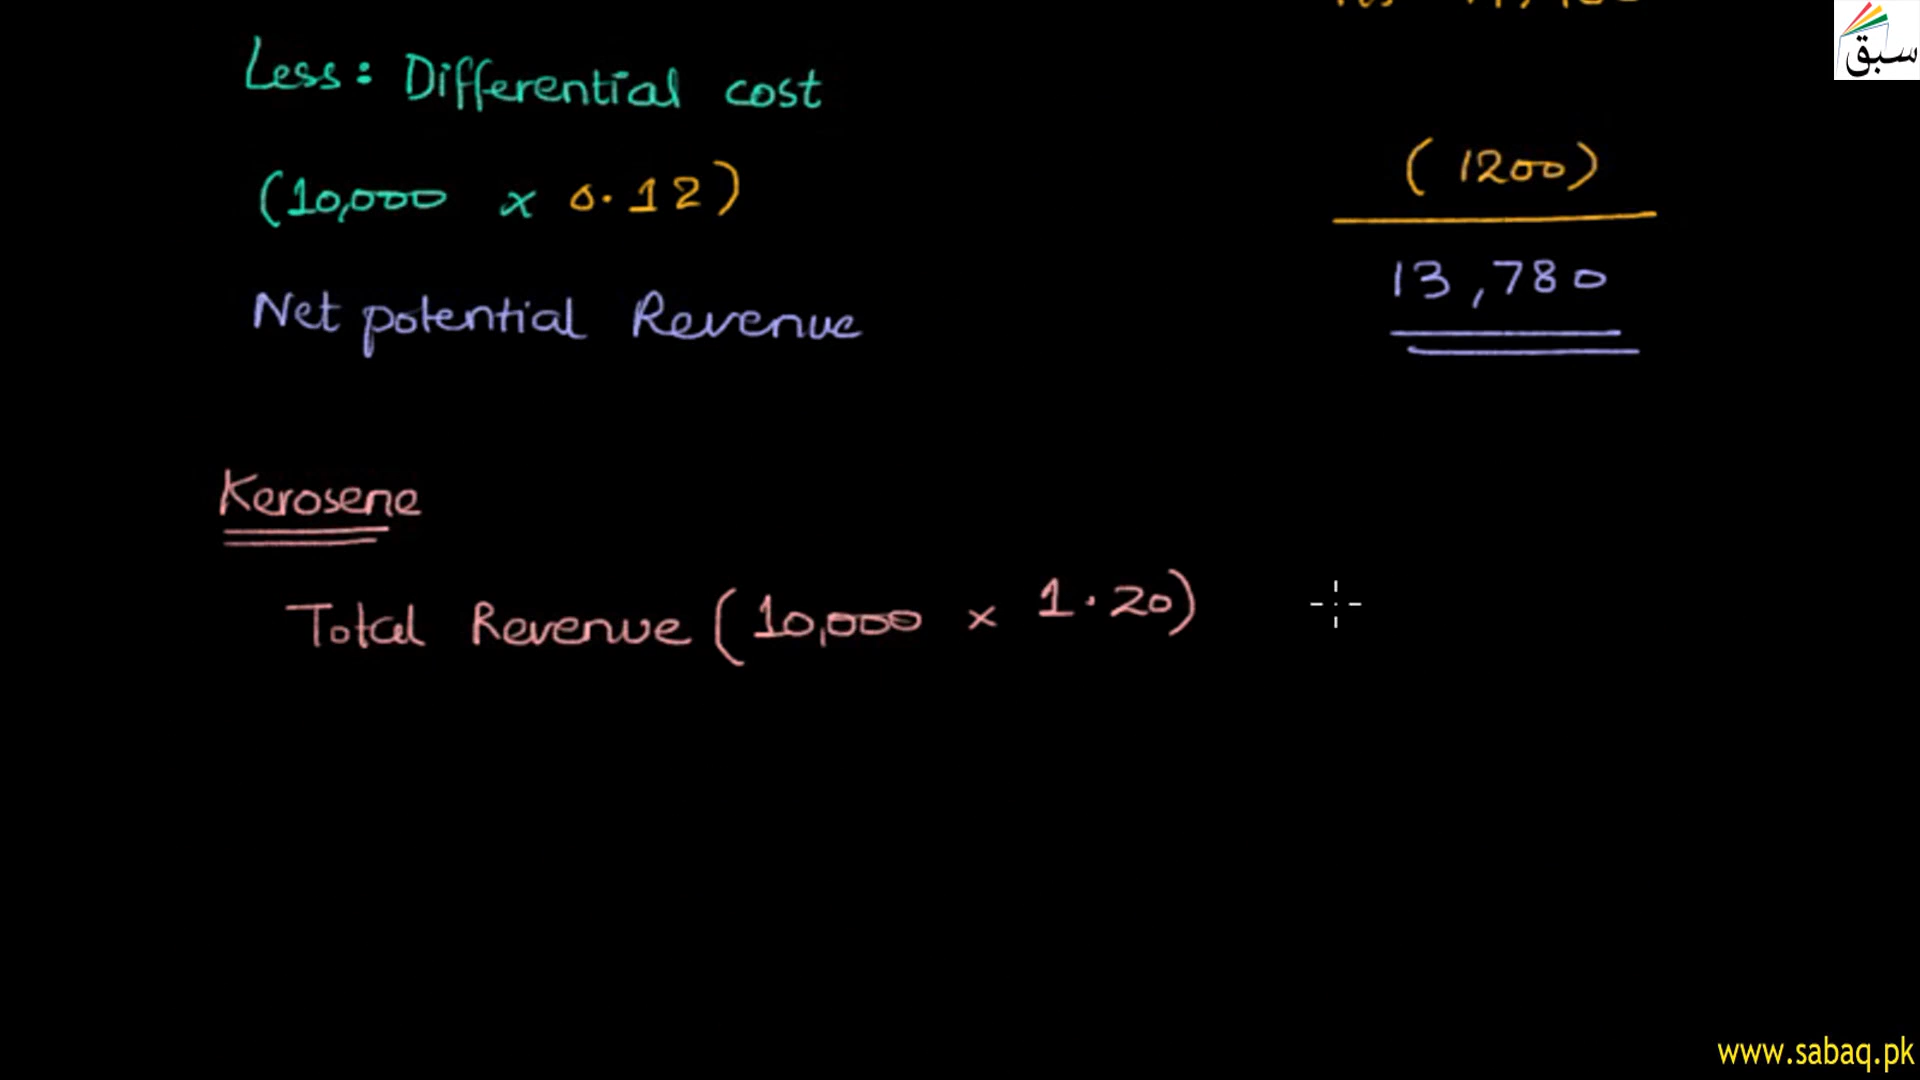 سبق
Less: Differential cost
(10,000 x 0.12) (1200)
Net potential Revenue 13,780
Kerosene
Total Revenue (10,000 x 1.20)
www.sabaq.pk